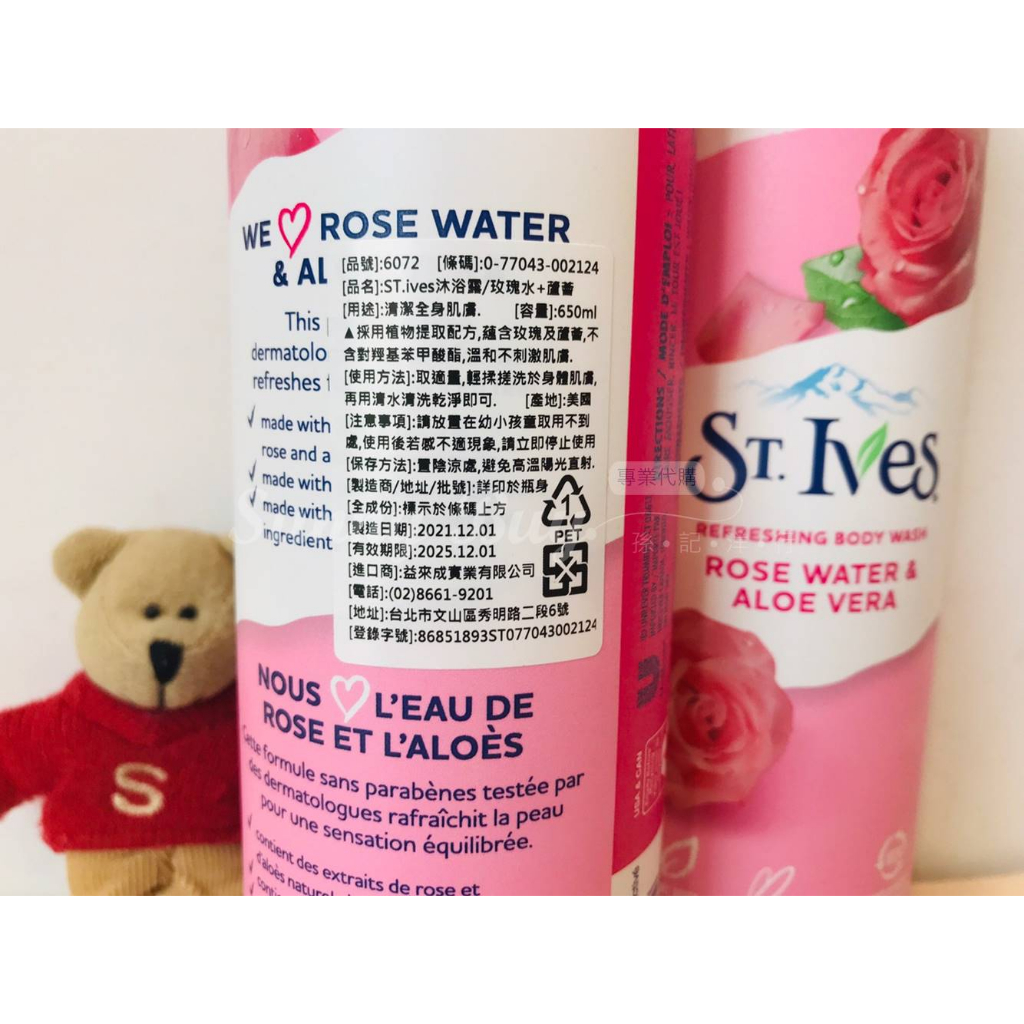 WE ROSE WATER
& AL
This
dermatolo
refreshes
made with
rose and a
made with
made with
ingredient
[品號]:6072 [條碼]:0-77043-002124
[品名]:ST.ives沐浴露/玫瑰水+蘆薈
[用途]:清潔全身肌膚. [容量]:650ml
▲採用植物提取配方,蘊含玫瑰及蘆薈,不
含對羥基苯甲酸酯,溫和不刺激肌膚.
[使用方法]:取適量,輕揉搓洗於身體肌膚,
再用清水清洗乾淨即可. [產地]:美國
[注意事項]:請放置在幼小孩童取用不到
處,使用後若感不適現象,請立即停止使用
[保存方法]:置陰涼處,避免高溫陽光直射.
[製造商/地址/批號]:詳印於瓶身
[全成份]:標示於條碼上方
[製造日期]:2021.12.01
[有效期限]:2025.12.01
[進口商]:益來成實業有限公司
[電話]:(02)8661-9201
[地址]:台北市文山區秀明路二段6號
[登錄字號]:86851893ST077043002124
1
PET
NOUS L'EAU DE
ROSE ET L'ALOÈS
Cette formule sans parabènes testée par
des dermatologues rafraîchit la peau
pour une sensation équilibrée.
contient des extraits de rose et
d'aloès naturel
MODE D'EMPLOI
USA & CAN
ST. Ives
REFRESHING BODY WASH
ROSE WATER &
ALOE VERA
專業代購
孫 記
S